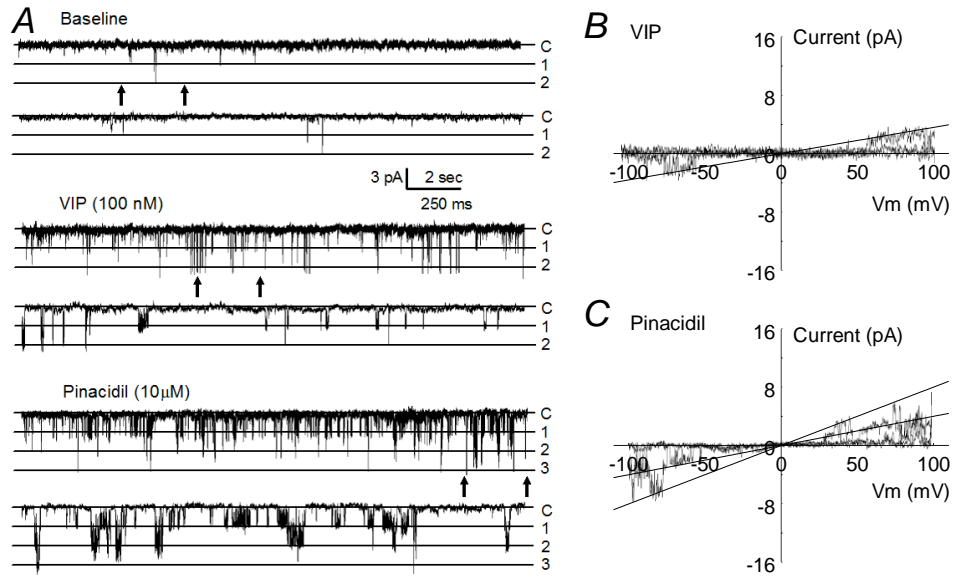 A Baseline
C
1
2
C
1
2
3 pA 2 sec
250 ms
VIP (100 nM)
C
1
2
C
1
2
Pinacidil (10µM)
C
1
2
3
C
1
2
3
B VIP
Current (pA)
16
8
0
-8
-16
-100 -50 50 100
Vm (mV)
C Pinacidil
Current (pA)
16
8
0
-8
-16
-100 -50 0 50 100
Vm (mV)